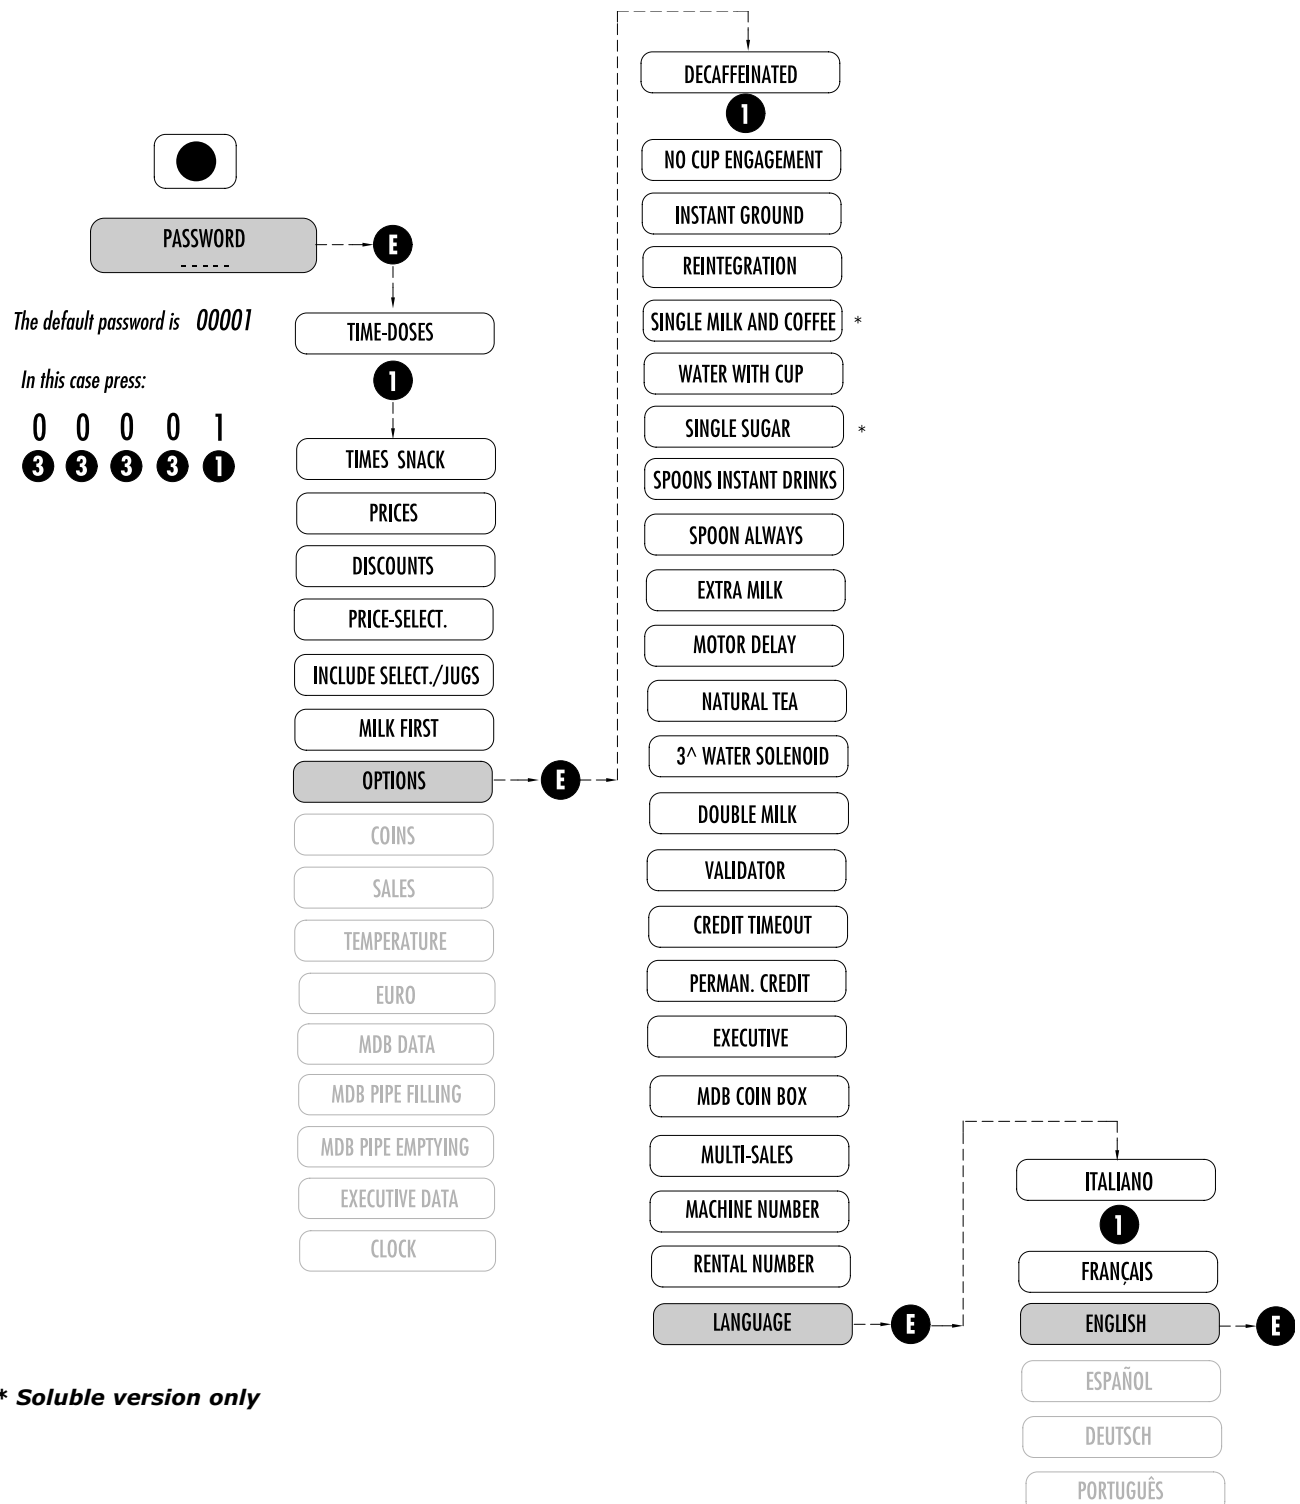 PASSWORD
- - - - -
E
The default password is 00001
In this case press:
0 0 0 0 1
3 3 3 3 1
TIME-DOSES
1
TIMES SNACK
PRICES
DISCOUNTS
PRICE-SELECT.
INCLUDE SELECT./JUGS
MILK FIRST
OPTIONS
E
COINS
SALES
TEMPERATURE
EURO
MDB DATA
MDB PIPE FILLING
MDB PIPE EMPTYING
EXECUTIVE DATA
CLOCK
DECAFFEINATED
1
NO CUP ENGAGEMENT
INSTANT GROUND
REINTEGRATION
SINGLE MILK AND COFFEE *
WATER WITH CUP
SINGLE SUGAR *
SPOONS INSTANT DRINKS
SPOON ALWAYS
EXTRA MILK
MOTOR DELAY
NATURAL TEA
3^ WATER SOLENOID
DOUBLE MILK
VALIDATOR
CREDIT TIMEOUT
PERMAN. CREDIT
EXECUTIVE
MDB COIN BOX
MULTI-SALES
MACHINE NUMBER
RENTAL NUMBER
LANGUAGE
E
ITALIANO
1
FRANÇAIS
ENGLISH
E
ESPAÑOL
DEUTSCH
PORTUGUÊS
* Soluble version only